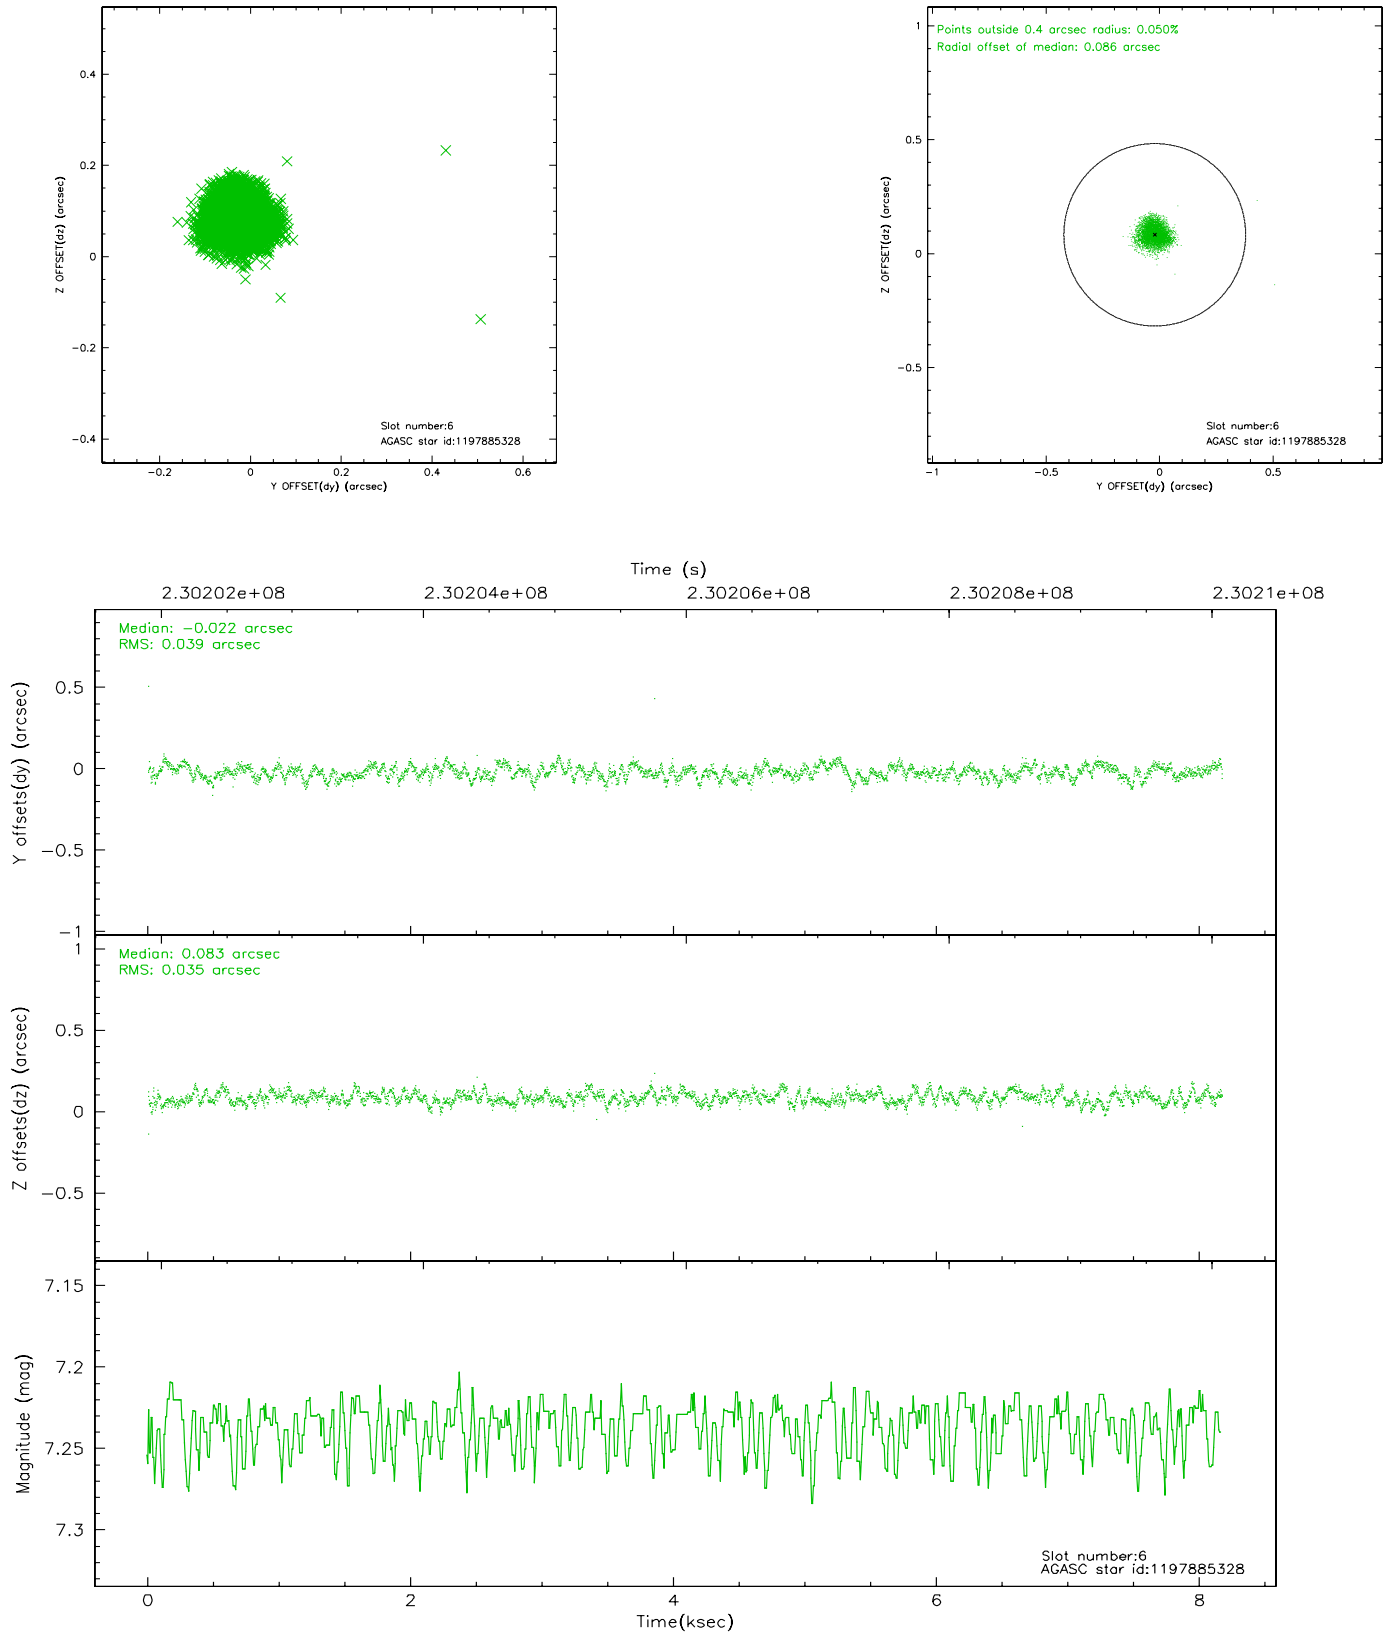 0.4
0.2
0
-0.2
-0.4
Z OFFSET(dz) (arcsec)
Slot number:6
AGASC star id:1197885328
-0.2 0 0.2 0.4 0.6
Y OFFSET(dy) (arcsec)
Points outside 0.4 arcsec radius: 0.050%
Radial offset of median: 0.086 arcsec
1
0.5
0
-0.5
Z OFFSET(dz) (arcsec)
Slot number:6
AGASC star id:1197885328
-1 -0.5 0 0.5
Y OFFSET(dy) (arcsec)
Time (s)
2.30202e+08 2.30204e+08 2.30206e+08 2.30208e+08 2.3021e+08
Median: -0.022 arcsec
RMS: 0.039 arcsec
0.5
0
-0.5
-1
Y offsets(dy) (arcsec)
Median: 0.083 arcsec
RMS: 0.035 arcsec
1
0.5
0
-0.5
Z offsets(dz) (arcsec)
7.15
7.2
7.25
7.3
Magnitude (mag)
Slot number:6
AGASC star id:1197885328
0 2 4 6 8
Time(ksec)